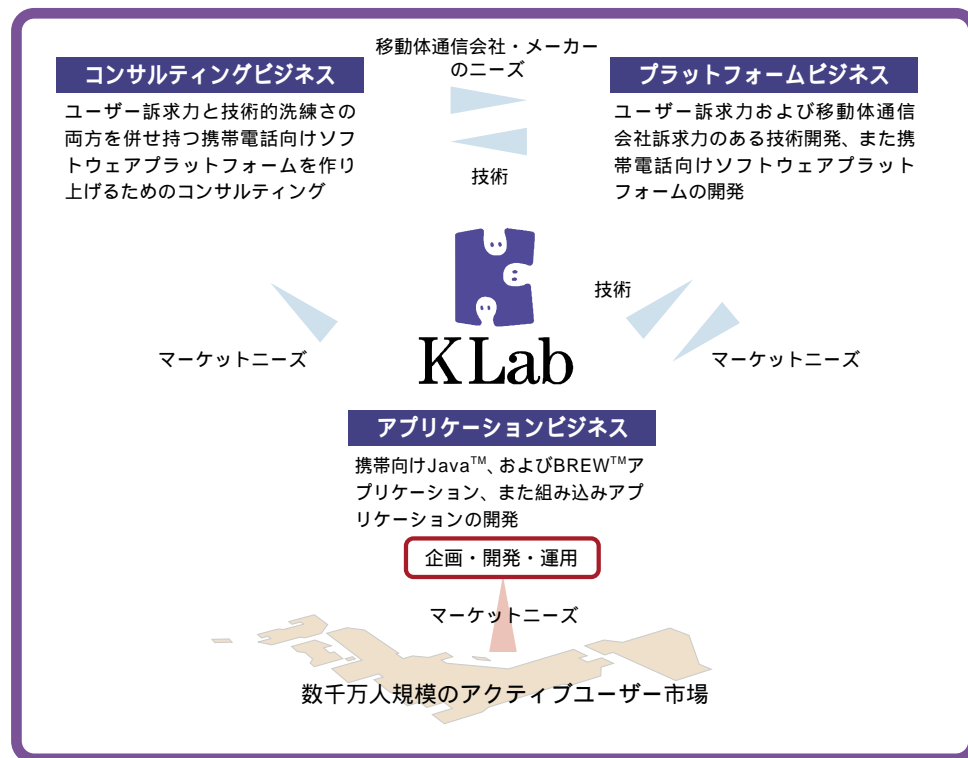 移動体通信会社・メーカー
のニーズ
コンサルティングビジネス
ユーザー訴求力と技術的洗練さの
両方を併せ持つ携帯電話向けソフ
トウェアプラットフォームを作り
上げるためのコンサルティング
プラットフォームビジネス
ユーザー訴求力および移動体通信
会社訴求力のある技術開発、また携
帯電話向けソフトウェアプラット
フォームの開発
技術
技術
マーケットニーズ
マーケットニーズ
KLab
アプリケーションビジネス
携帯向けJava™、およびBREW™ア
プリケーション、また組み込みアプ
リケーションの開発
企画・開発・運用
マーケットニーズ
数千万人規模のアクティブユーザー市場